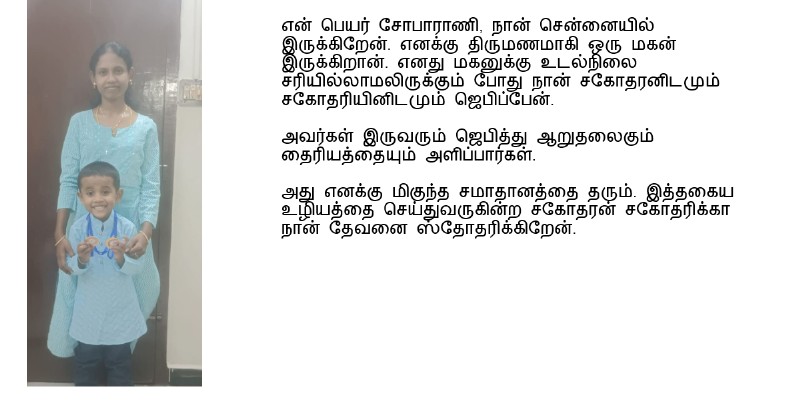 என் பெயர் சோபாராணி, நான் சென்னையில்
இருக்கிறேன். எனக்கு திருமணமாகி ஒரு மகன்
இருக்கிறான். எனது மகனுக்கு உடல்நிலை
சரியில்லாமலிருக்கும் போது நான் சகோதரனிடமும்
சகோதரியினிடமும் ஜெபிப்பேன்.
அவர்கள் இருவரும் ஜெபித்து ஆறுதலைகும்
தைரியத்தையும் அளிப்பார்கள்.
அது எனக்கு மிகுந்த சமாதானத்தை தரும். இத்தகைய
உழியத்தை செய்துவருகின்ற சகோதரன் சகோதரிக்கா
நான் தேவனை ஸ்தோதரிக்கிறேன்.